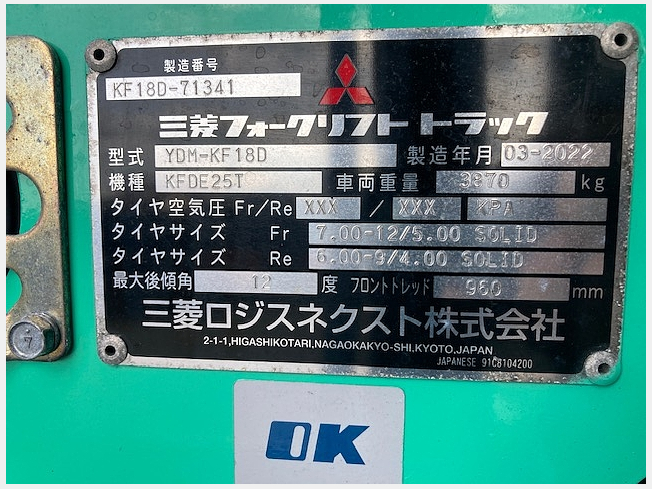 製造番号
KF18D-71341
三菱フォークリフト トラック
型式 YDM-KF18D 製造年月 03-2022
機種 KFDE25T 車両重量 3870 kg
タイヤ空気圧 Fr/Re XXX / XXX KPA
タイヤサイズ Fr 7.00-12/5.00 SOLID
タイヤサイズ Re 6.00-9/4.00 SOLID
最大後傾角 12 度 フロントトレッド 960 mm
三菱ロジスネクスト株式会社
2-1-1,HIGASHIKOTARI,NAGAOKAKYO-SHI,KYOTO,JAPAN
JAPANESE 91C8104200
7
OK